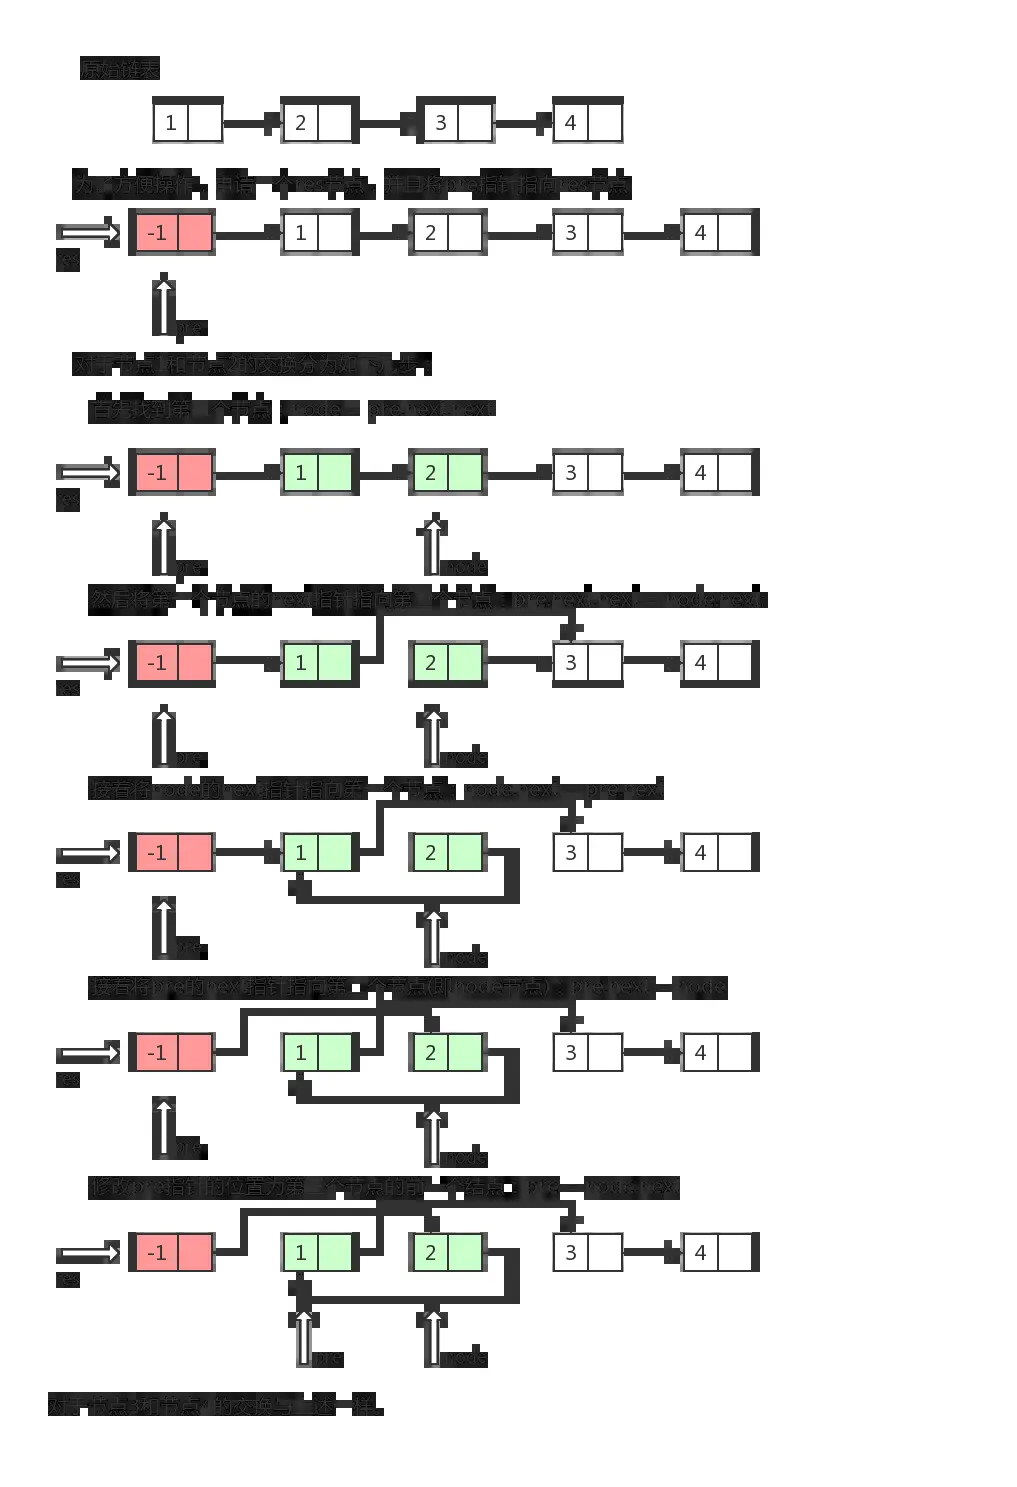 原始链表
1 2 3 4
为了方便操作，申请一个res节点，并且将pre指针指向res节点
-1 1 2 3 4
res
pre
对于节点1和节点2的交换分为如下步
首先找到第二个节点 node = pre.next.next
-1 1 2 3 4
res
pre node
然后将第一个节点的next指针指向第三个节点：pre.next.next = node.next
-1 1 2 3 4
res
pre node
接着将node的next指针指向第一个节点，node.next = pre.next
-1 1 2 3 4
res
pre node
接着将pre的next指针指向第二个节点(即node节点)，pre.next = node
-1 1 2 3 4
res
pre node
修改pre指针的位置为第三个节点的前一个结点，pre = node.next
-1 1 2 3 4
res
pre node
对于节点3和节点4的交换与上述一样。